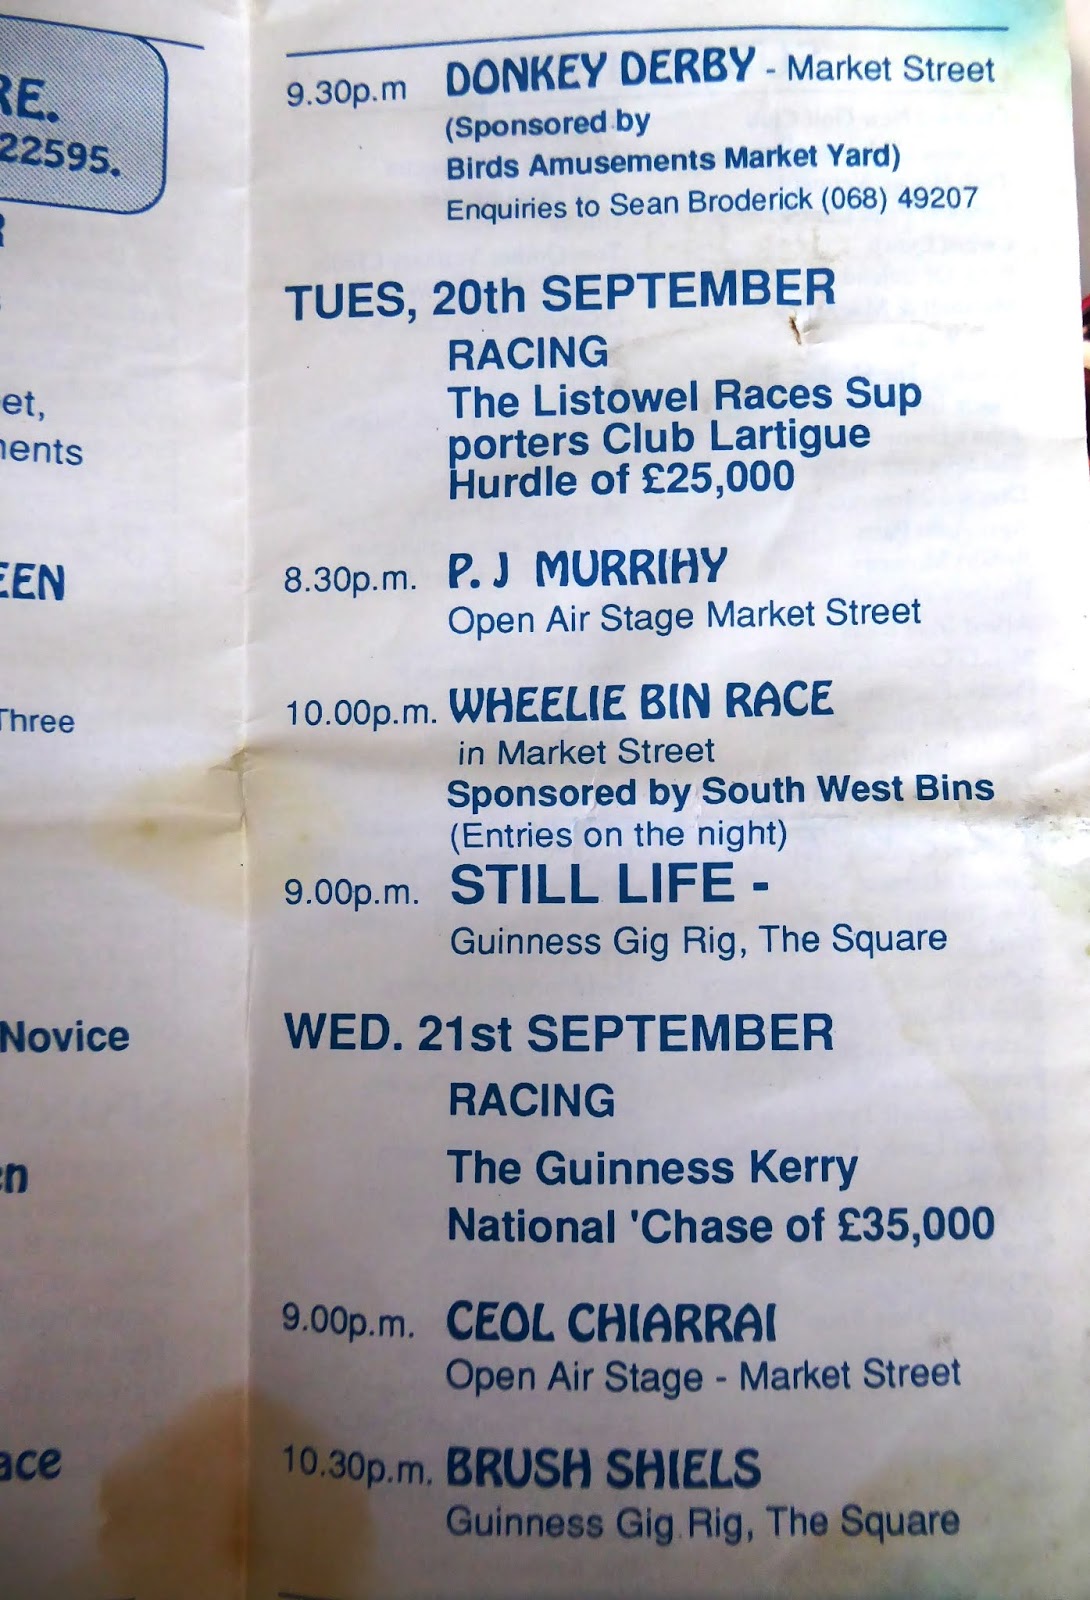 RE.
22595.
R
et,
ments
EEN
Three
Novice
en
ace
9.30p.m DONKEY DERBY - Market Street
(Sponsored by
Birds Amusements Market Yard)
Enquiries to Sean Broderick (068) 49207
TUES, 20th SEPTEMBER
RACING
The Listowel Races Sup
porters Club Lartigue
Hurdle of £25,000
8.30p.m. P. J MURRIHY
Open Air Stage Market Street
10.00p.m. WHEELIE BIN RACE
in Market Street
Sponsored by South West Bins
(Entries on the night)
9.00p.m. STILL LIFE -
Guinness Gig Rig, The Square
WED. 21st SEPTEMBER
RACING
The Guinness Kerry
National 'Chase of £35,000
9.00p.m. CEOL CHIARRAI
Open Air Stage - Market Street
10.30p.m. BRUSH SHIELS
Guinness Gig Rig, The Square